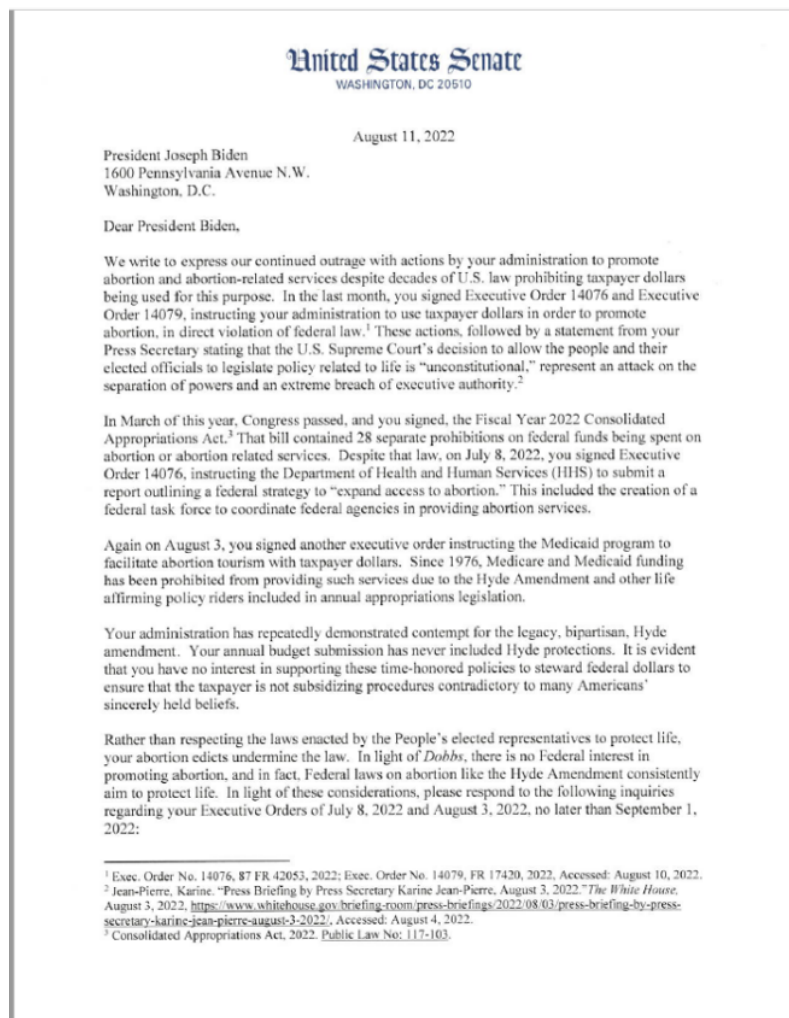 United States Senate
WASHINGTON, DC 20510
August 11, 2022
President Joseph Biden
1600 Pennsylvania Avenue N.W.
Washington, D.C.
Dear President Biden,
We write to express our continued outrage with actions by your administration to promote
abortion and abortion-related services despite decades of U.S. law prohibiting taxpayer dollars
being used for this purpose. In the last month, you signed Executive Order 14076 and Executive
Order 14079, instructing your administration to use taxpayer dollars in order to promote
abortion, in direct violation of federal law.¹ These actions, followed by a statement from your
Press Secretary stating that the U.S. Supreme Court's decision to allow the people and their
elected officials to legislate policy related to life is “unconstitutional,” represent an attack on the
separation of powers and an extreme breach of executive authority.²
In March of this year, Congress passed, and you signed, the Fiscal Year 2022 Consolidated
Appropriations Act.³ That bill contained 28 separate prohibitions on federal funds being spent on
abortion or abortion related services. Despite that law, on July 8, 2022, you signed Executive
Order 14076, instructing the Department of Health and Human Services (HHS) to submit a
report outlining a federal strategy to “expand access to abortion.” This included the creation of a
federal task force to coordinate federal agencies in providing abortion services.
Again on August 3, you signed another executive order instructing the Medicaid program to
facilitate abortion tourism with taxpayer dollars. Since 1976, Medicare and Medicaid funding
has been prohibited from providing such services due to the Hyde Amendment and other life
affirming policy riders included in annual appropriations legislation.
Your administration has repeatedly demonstrated contempt for the legacy, bipartisan, Hyde
amendment. Your annual budget submission has never included Hyde protections. It is evident
that you have no interest in supporting these time-honored policies to steward federal dollars to
ensure that the taxpayer is not subsidizing procedures contradictory to many Americans'
sincerely held beliefs.
Rather than respecting the laws enacted by the People's elected representatives to protect life,
your abortion edicts undermine the law. In light of Dobbs, there is no Federal interest in
promoting abortion, and in fact, Federal laws on abortion like the Hyde Amendment consistently
aim to protect life. In light of these considerations, please respond to the following inquiries
regarding your Executive Orders of July 8, 2022 and August 3, 2022, no later than September 1,
2022:
¹ Exec. Order No. 14076, 87 FR 42053, 2022; Exec. Order No. 14079, FR 17420, 2022, Accessed: August 10, 2022.
² Jean-Pierre, Karine. “Press Briefing by Press Secretary Karine Jean-Pierre, August 3, 2022.” The White House,
August 3, 2022, https://www.whitehouse.gov/briefing-room/press-briefings/2022/08/03/press-briefing-by-press-
secretary-karine-jean-pierre-august-3-2022/. Accessed: August 4, 2022.
³ Consolidated Appropriations Act, 2022. Public Law No: 117-103.